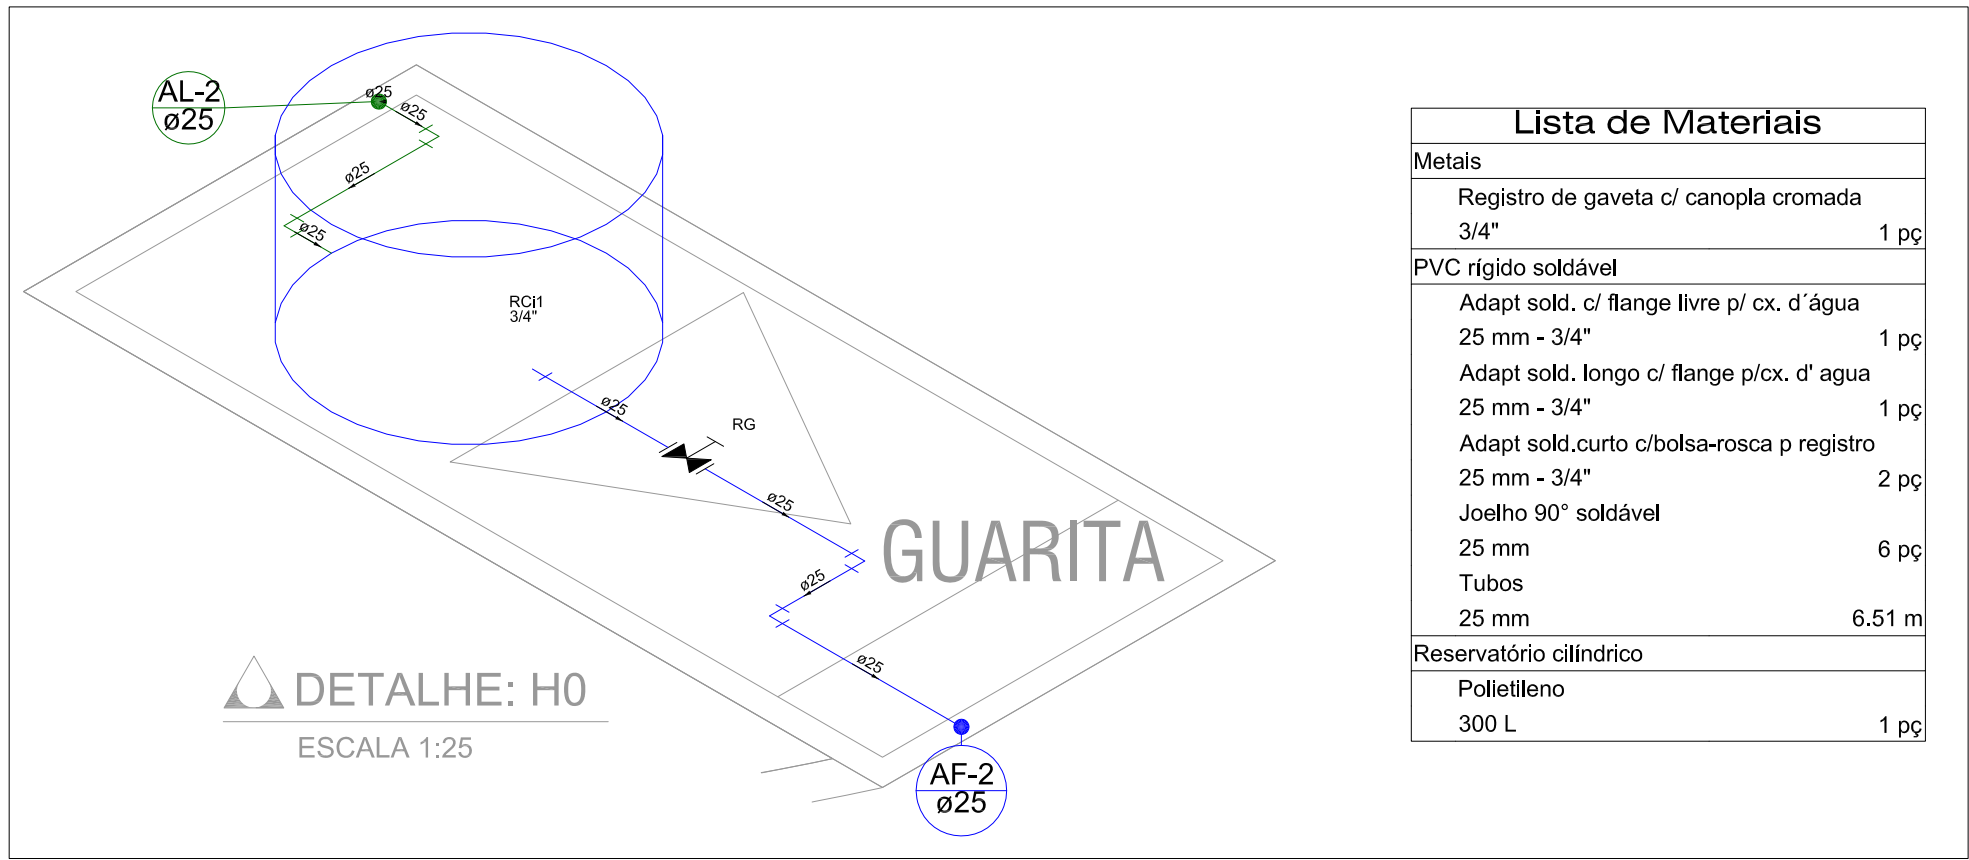 AL-2
ø25
ø25
ø25
ø25
ø25
RCi1
3/4"
ø25
RG
ø25
GUARITA
ø25
ø25
AF-2
ø25
DETALHE: H0
ESCALA 1:25
Lista de Materiais
Metais
Registro de gaveta c/ canopla cromada
3/4" 1 pç
PVC rígido soldável
Adapt sold. c/ flange livre p/ cx. d´água
25 mm - 3/4" 1 pç
Adapt sold. longo c/ flange p/cx. d' agua
25 mm - 3/4" 1 pç
Adapt sold.curto c/bolsa-rosca p registro
25 mm - 3/4" 2 pç
Joelho 90° soldável
25 mm 6 pç
Tubos
25 mm 6.51 m
Reservatório cilíndrico
Polietileno
300 L 1 pç